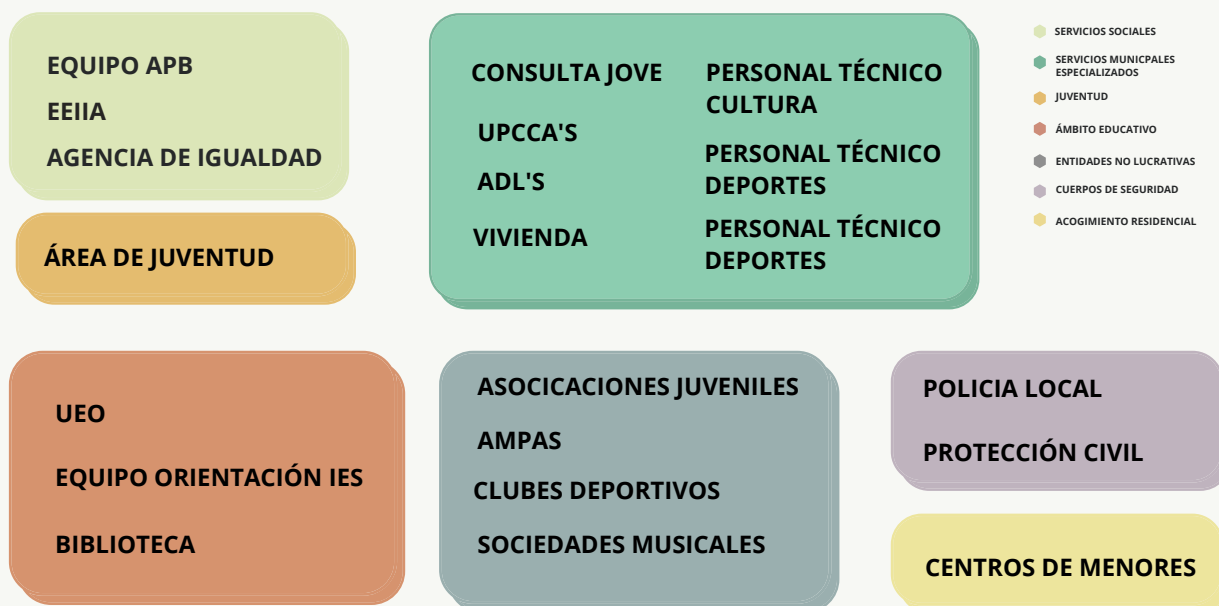 EQUIPO APB
EEIIA
AGENCIA DE IGUALDAD
ÁREA DE JUVENTUD
CONSULTA JOVE
UPCCA'S
ADL'S
VIVIENDA
PERSONAL TÉCNICO
CULTURA
PERSONAL TÉCNICO
DEPORTES
PERSONAL TÉCNICO
DEPORTES
SERVICIOS SOCIALES
SERVICIOS MUNICPALES
ESPECIALIZADOS
JUVENTUD
ÁMBITO EDUCATIVO
ENTIDADES NO LUCRATIVAS
CUERPOS DE SEGURIDAD
ACOGIMIENTO RESIDENCIAL
UEO
EQUIPO ORIENTACIÓN IES
BIBLIOTECA
ASOCICACIONES JUVENILES
AMPAS
CLUBES DEPORTIVOS
SOCIEDADES MUSICALES
POLICIA LOCAL
PROTECCIÓN CIVIL
CENTROS DE MENORES